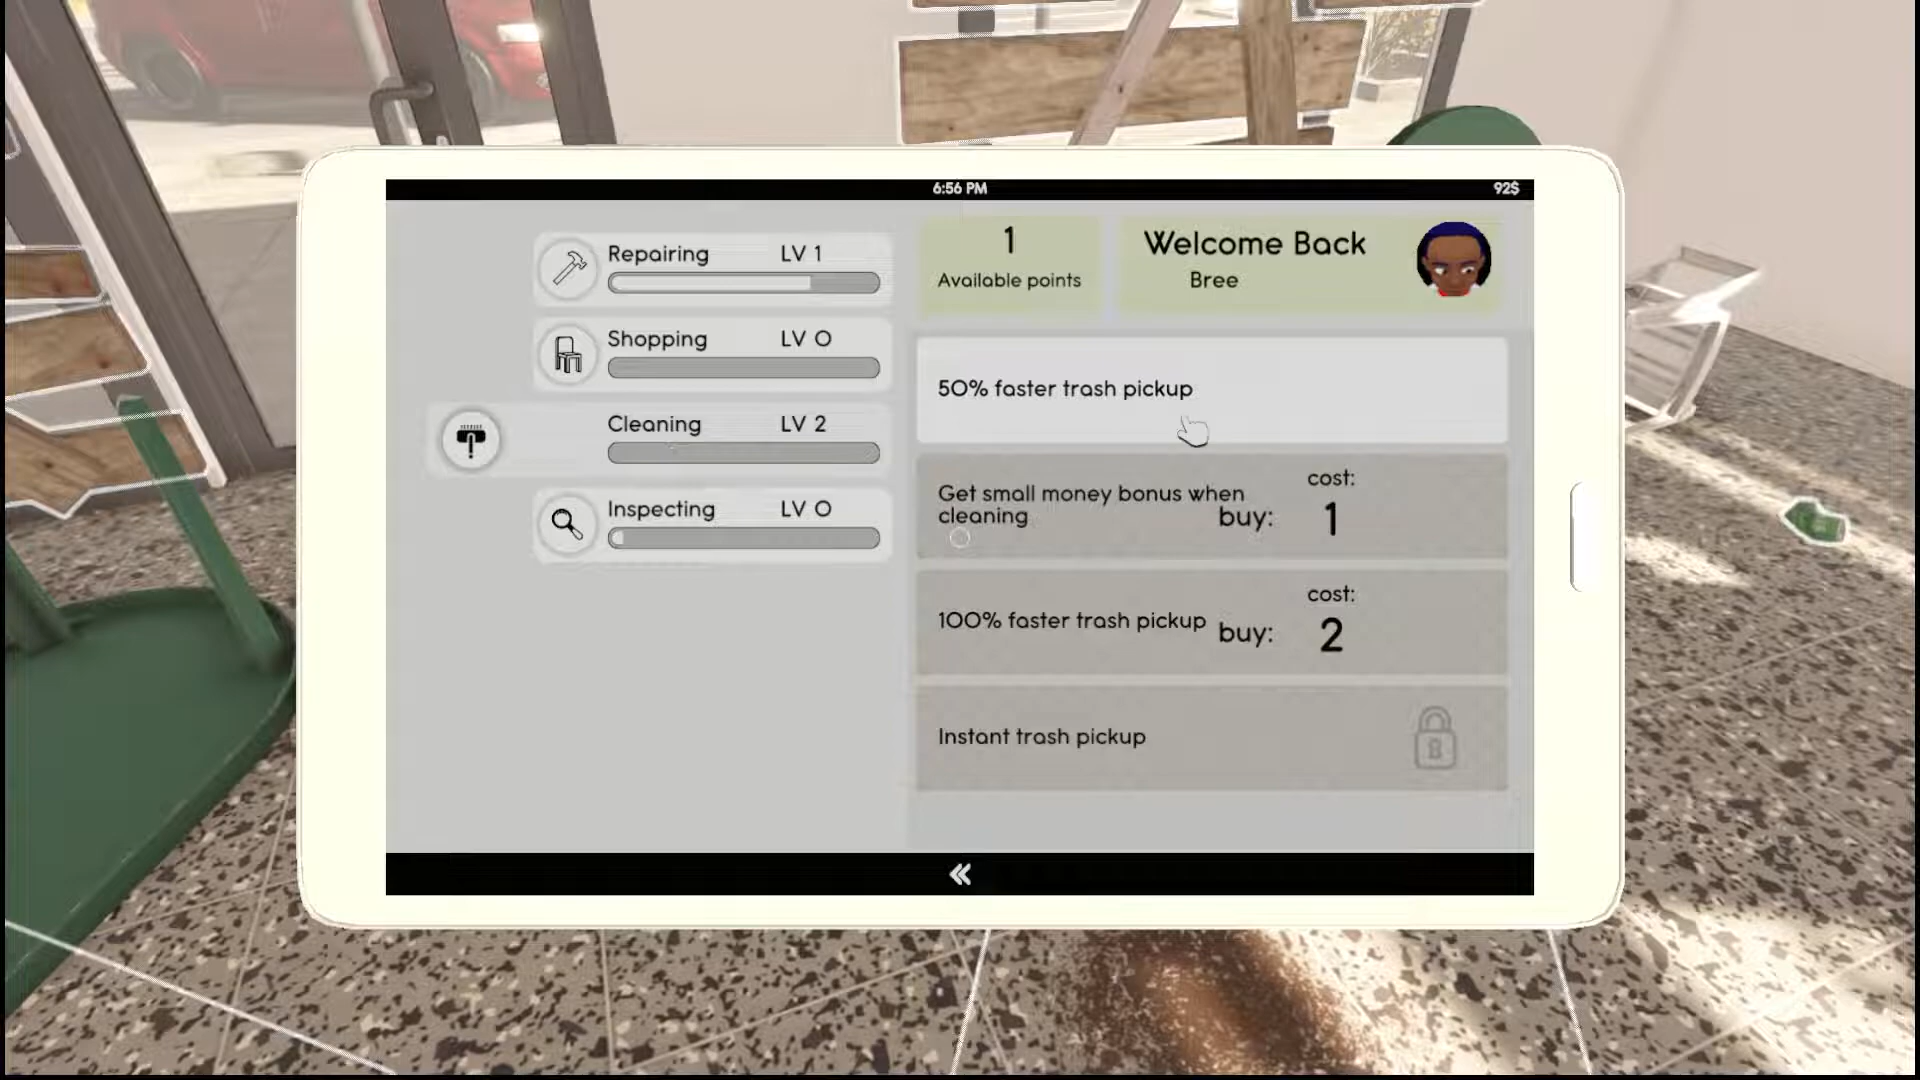 6:56 PM
92$
Repairing LV 1
Shopping LV 0
Cleaning LV 2
Inspecting LV 0
1
Available points
Welcome Back
Bree
50% faster trash pickup
Get small money bonus when
cleaning
buy:
cost:
1
100% faster trash pickup
buy:
cost:
2
Instant trash pickup